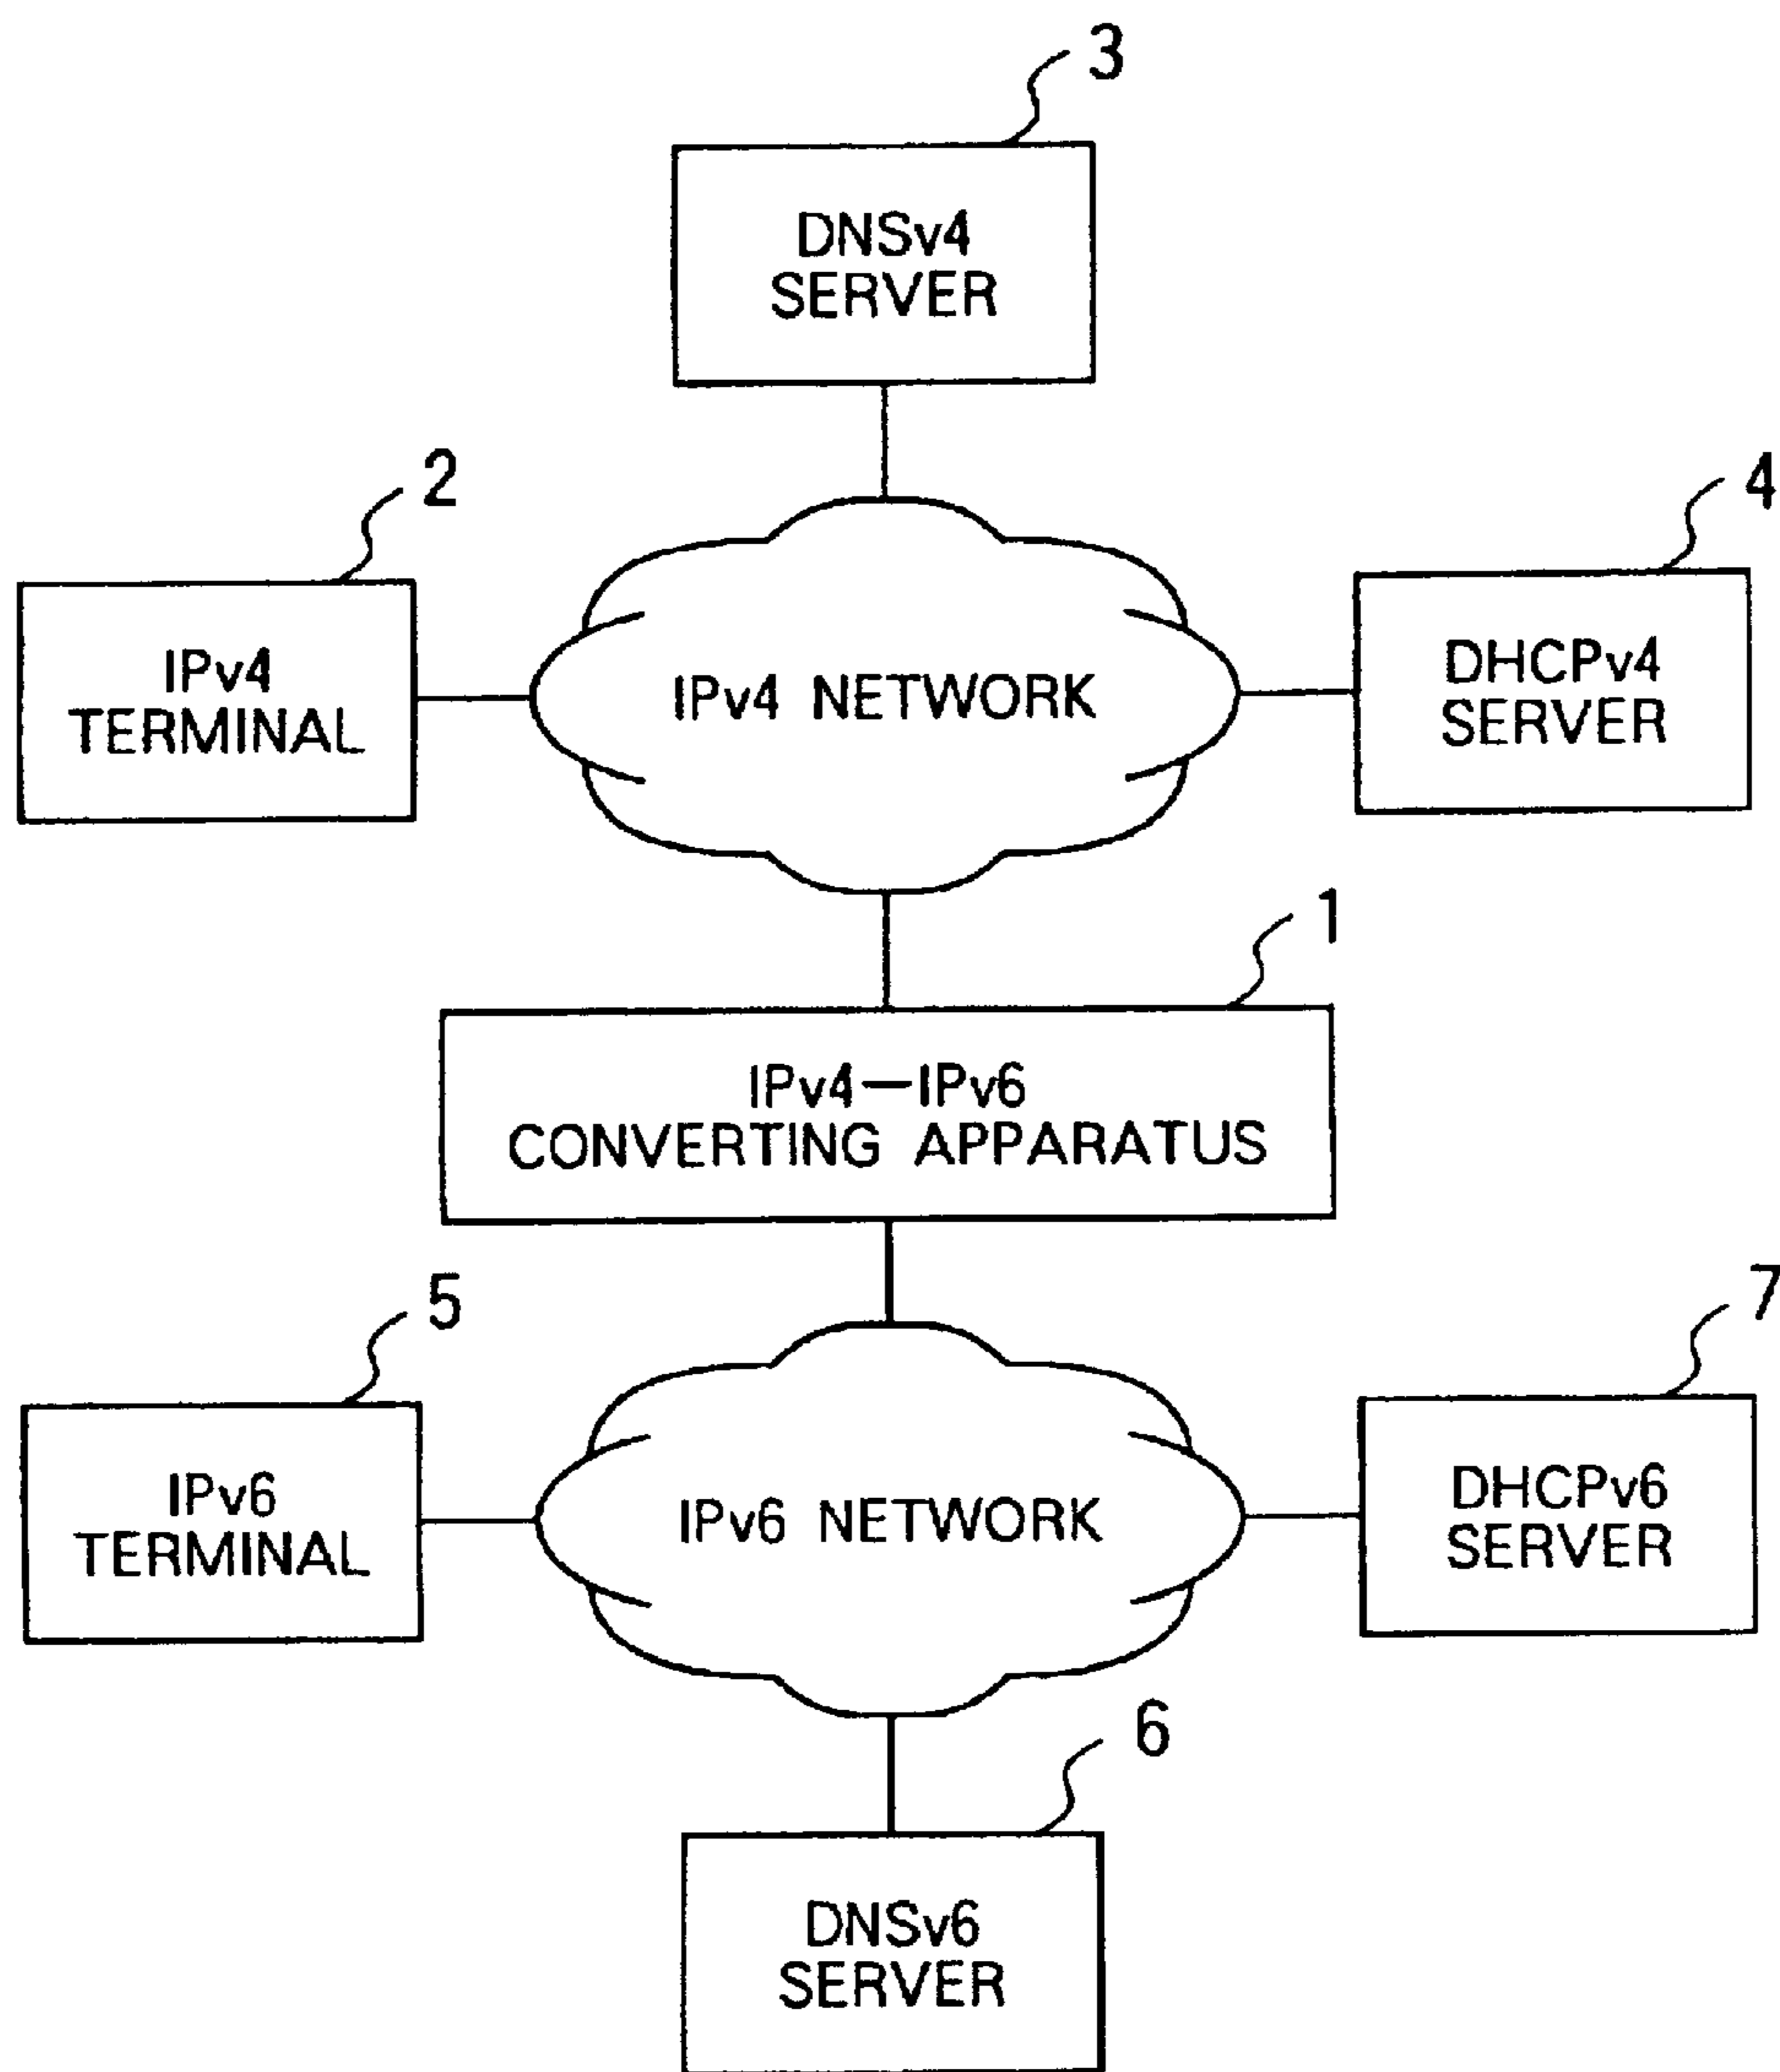 3
DNSv4
SERVER
2
4
IPv4
TERMINAL
IPv4 NETWORK
DHCPv4
SERVER
1
IPv4—IPv6
CONVERTING APPARATUS
5
7
IPv6
TERMINAL
IPv6 NETWORK
DHCPv6
SERVER
6
DNSv6
SERVER